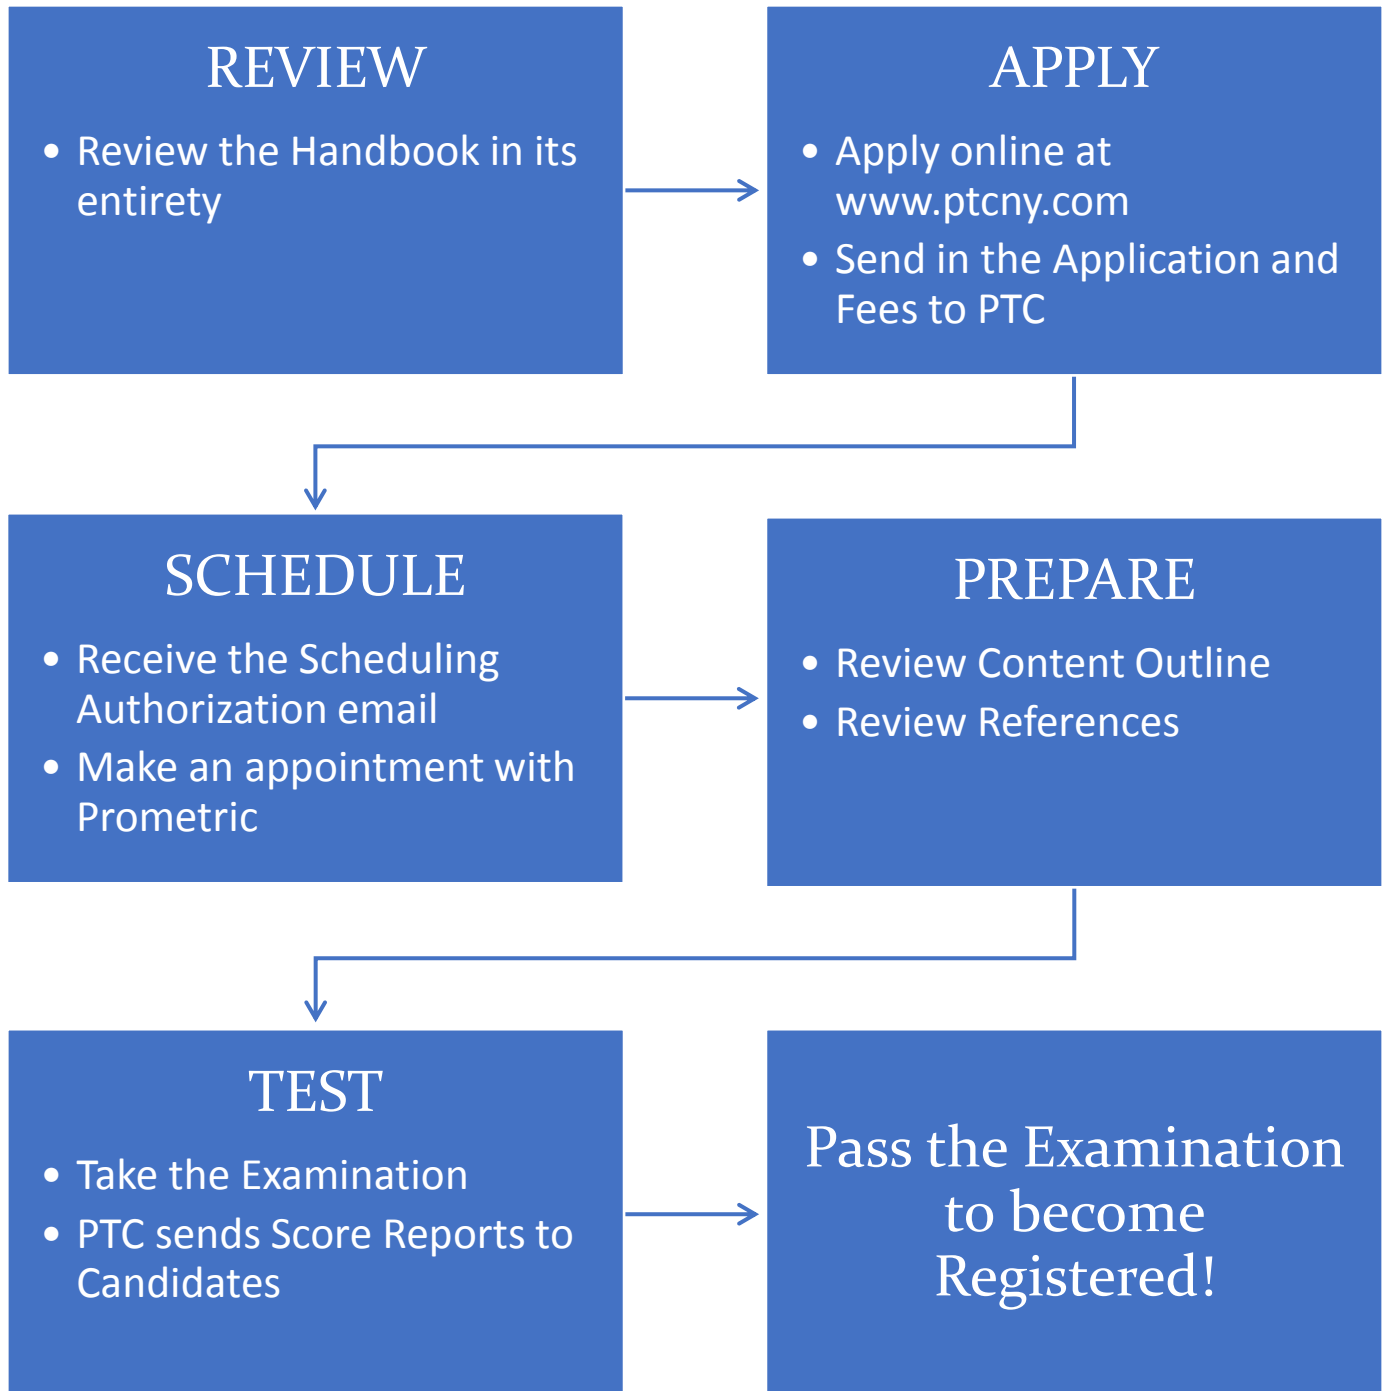 REVIEW
• Review the Handbook in its
entirety
APPLY
• Apply online at
www.ptcny.com
• Send in the Application and
Fees to PTC
SCHEDULE
• Receive the Scheduling
Authorization email
• Make an appointment with
Prometric
PREPARE
• Review Content Outline
• Review References
TEST
• Take the Examination
• PTC sends Score Reports to
Candidates
Pass the Examination
to become
Registered!